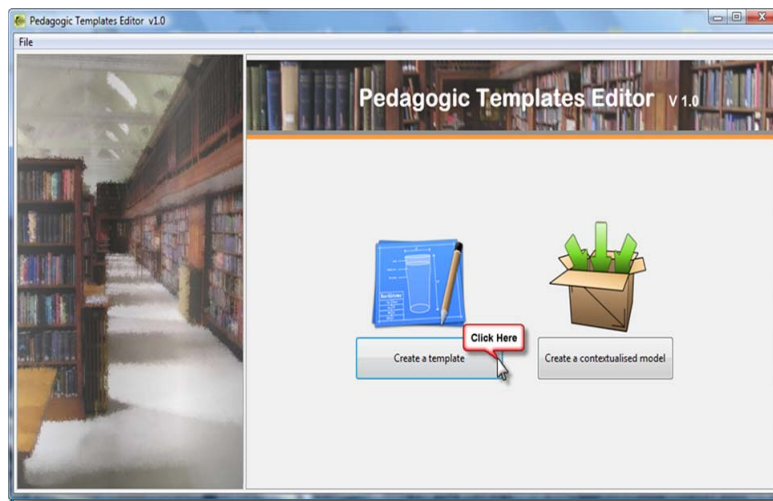 Pedagogic Templates Editor v1.0
File
Pedagogic Templates Editor V 1.0
Click Here
Create a template
Create a contextualised model